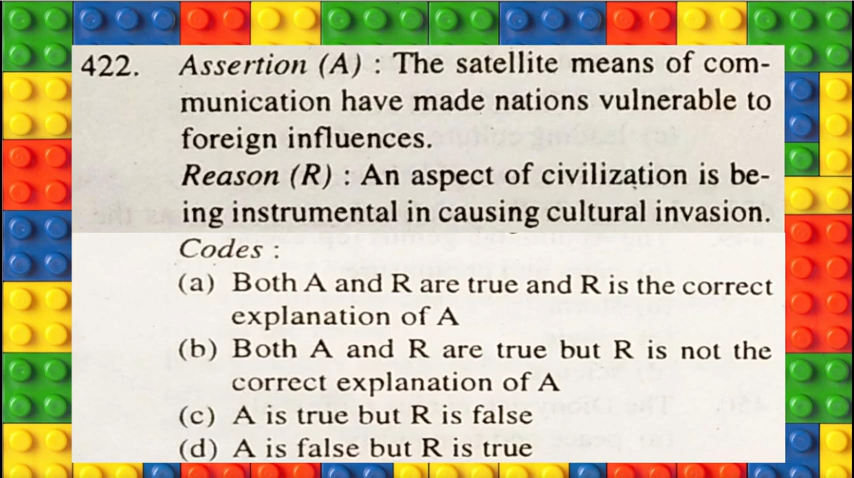 422. Assertion (A) : The satellite means of com-
munication have made nations vulnerable to
foreign influences.
Reason (R) : An aspect of civilization is be-
ing instrumental in causing cultural invasion.
Codes :
(a) Both A and R are true and R is the correct
explanation of A
(b) Both A and R are true but R is not the
correct explanation of A
(c) A is true but R is false
(d) A is false but R is true